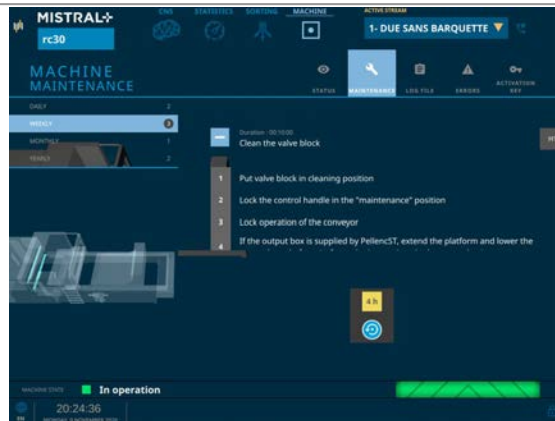 MISTRAL+
rc30
CNS
STATISTICS
SORTING
MACHINE
ACTIVE STREAM
1- DUE SANS BARQUETTE
MACHINE
MAINTENANCE
STATUS
MAINTENANCE
LOG FILE
ERRORS
ACTIVATION
KEY
DAILY 2
WEEKLY 3
MONTHLY 1
YEARLY 2
Duration : 00:10:00
Clean the valve block
1 Put valve block in cleaning position
2 Lock the control handle in the "maintenance" position
3 Lock operation of the conveyor
4 If the output box is supplied by PellencST, extend the platform and lower the
4 h
MACHINE STATE
In operation
EN
20:24:36